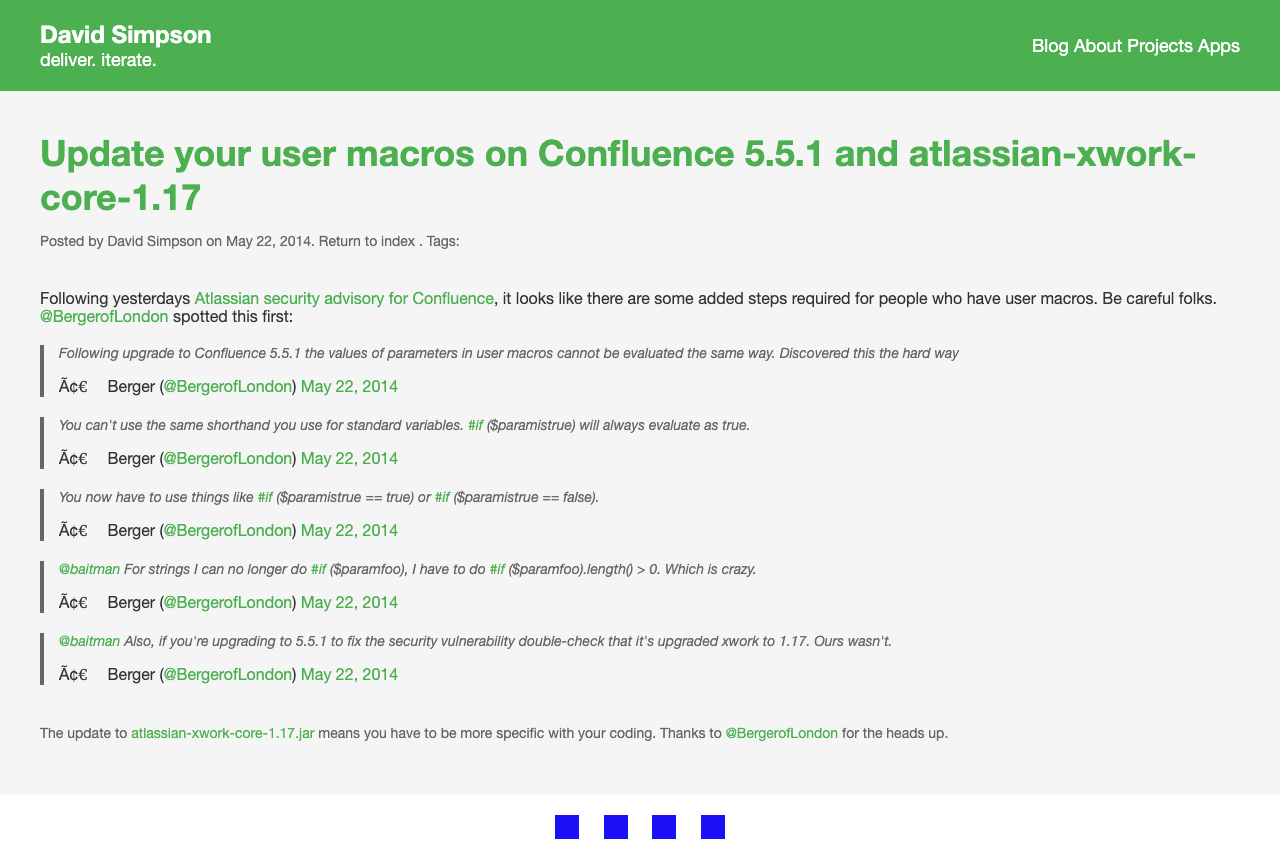 David Simpson
deliver. iterate.
Blog About Projects Apps
Update your user macros on Confluence 5.5.1 and atlassian-xwork-
core-1.17
Posted by David Simpson on May 22, 2014. Return to index . Tags:
Following yesterdays Atlassian security advisory for Confluence, it looks like there are some added steps required for people who have user macros. Be careful folks.
@BergerofLondon spotted this first:
Following upgrade to Confluence 5.5.1 the values of parameters in user macros cannot be evaluated the same way. Discovered this the hard way
Ã¢€ Berger (@BergerofLondon) May 22, 2014
You can't use the same shorthand you use for standard variables. #if ($paramistrue) will always evaluate as true.
Ã¢€ Berger (@BergerofLondon) May 22, 2014
You now have to use things like #if ($paramistrue == true) or #if ($paramistrue == false).
Ã¢€ Berger (@BergerofLondon) May 22, 2014
@baitman For strings I can no longer do #if ($paramfoo), I have to do #if ($paramfoo).length() > 0. Which is crazy.
Ã¢€ Berger (@BergerofLondon) May 22, 2014
@baitman Also, if you're upgrading to 5.5.1 to fix the security vulnerability double-check that it's upgraded xwork to 1.17. Ours wasn't.
Ã¢€ Berger (@BergerofLondon) May 22, 2014
The update to atlassian-xwork-core-1.17.jar means you have to be more specific with your coding. Thanks to @BergerofLondon for the heads up.